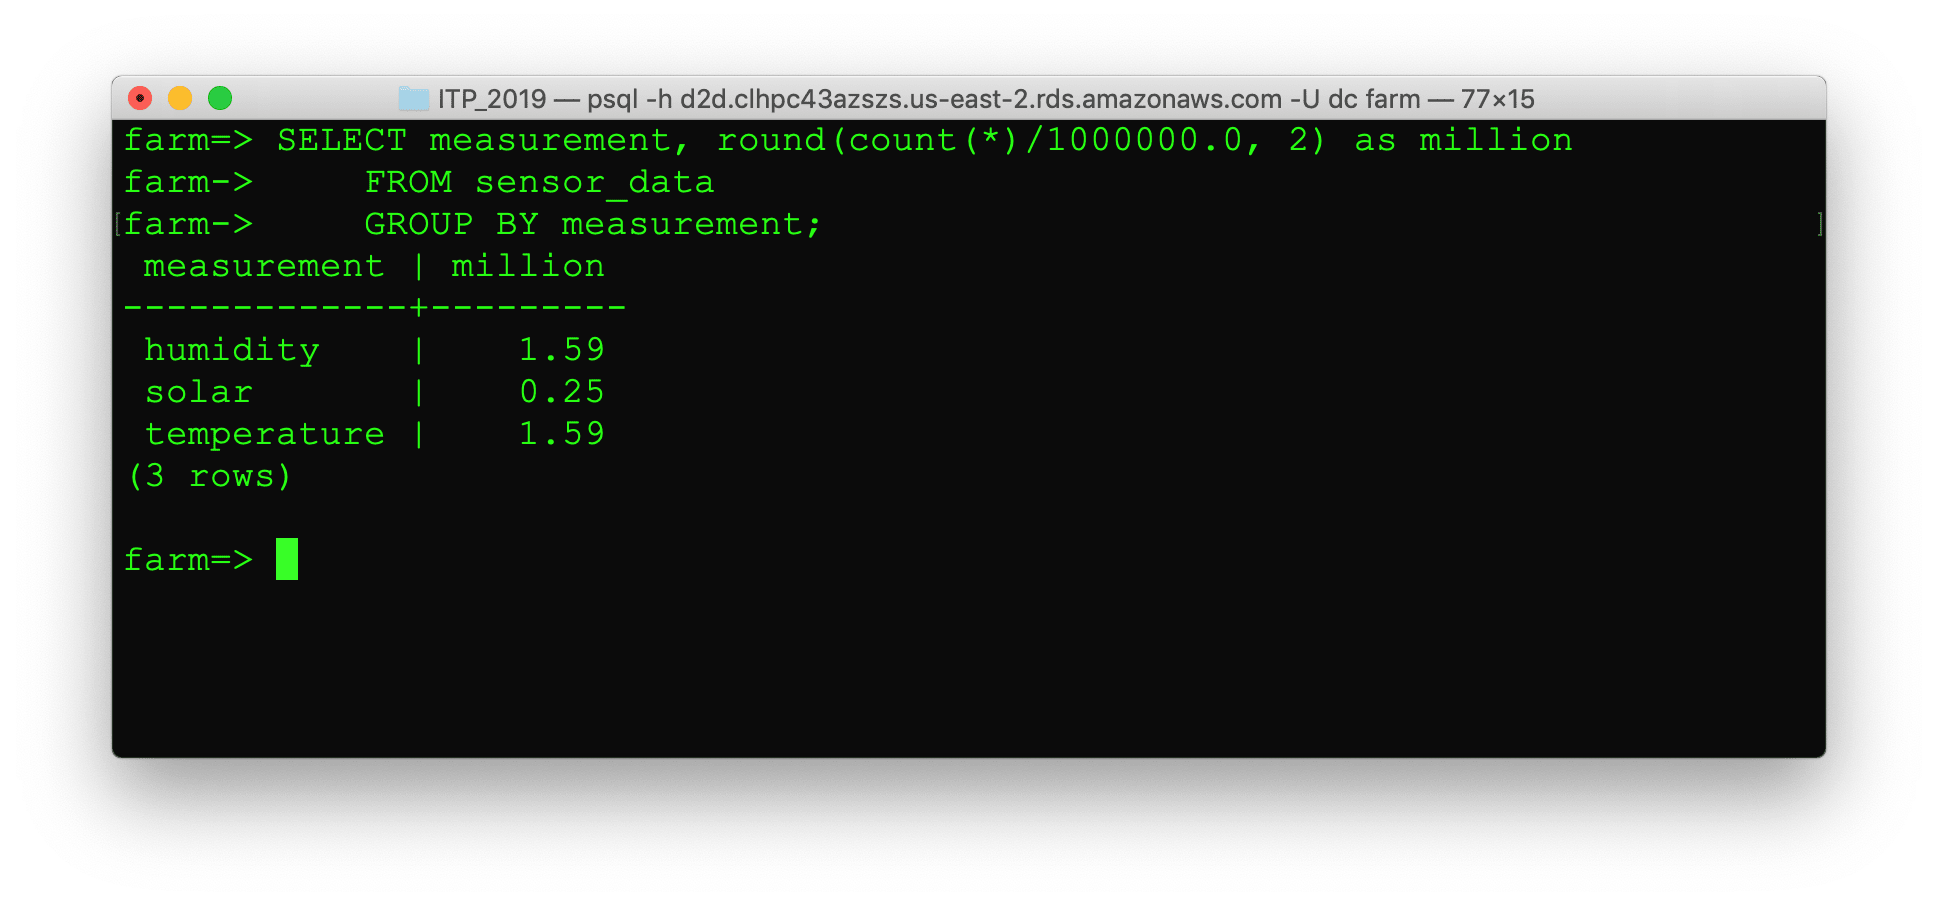 ITP_2019 — psql -h d2d.clhpc43azszs.us-east-2.rds.amazonaws.com -U dc farm — 77×15
farm=> SELECT measurement, round(count(*)/1000000.0, 2) as million
farm->     FROM sensor_data
[farm->     GROUP BY measurement;                                             ]
 measurement | million
-------------+---------
 humidity    |    1.59
 solar       |    0.25
 temperature |    1.59
(3 rows)
farm=>